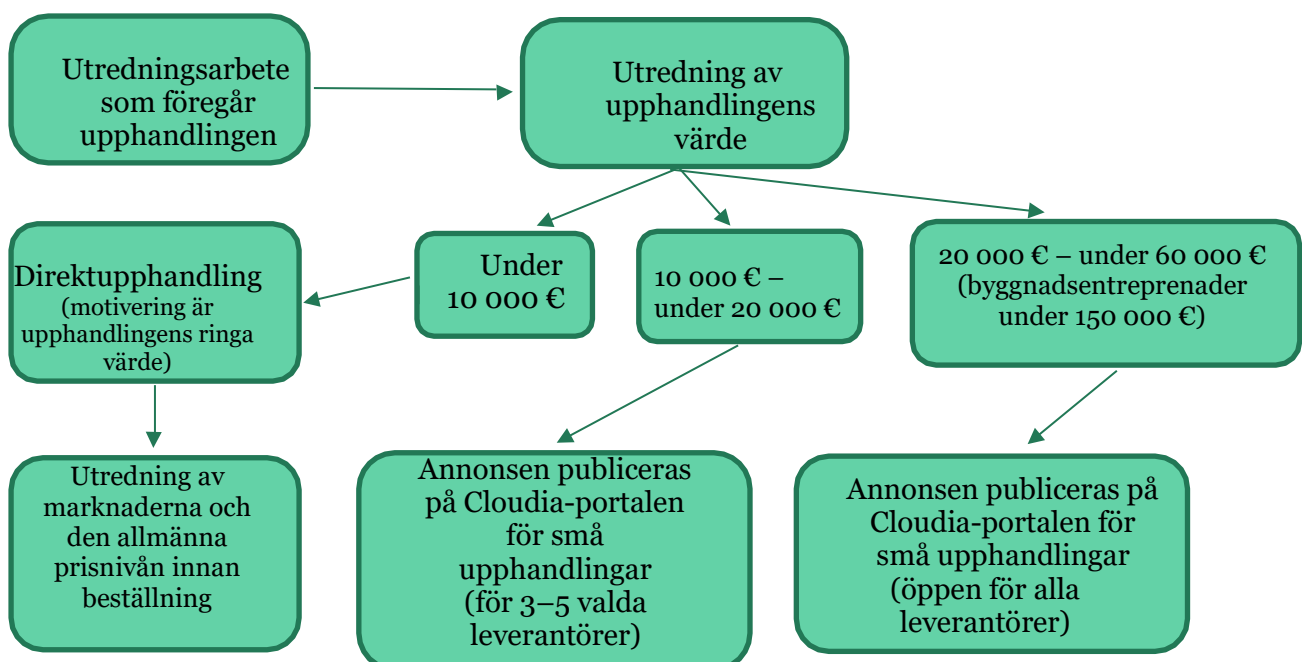 Utredningsarbete
som föregår
upphandlingen
Utredning av
upphandlingens
värde
Direktupphandling
(motivering är
upphandlingens ringa
värde)
Under
10 000 €
10 000 € –
under 20 000 €
20 000 € – under 60 000 €
(byggnadsentreprenader
under 150 000 €)
Utredning av
marknaderna och
den allmänna
prisnivån innan
beställning
Annonsen publiceras
på Cloudia-portalen
för små
upphandlingar
(för 3–5 valda
leverantörer)
Annonsen publiceras på
Cloudia-portalen för
små upphandlingar
(öppen för alla
leverantörer)